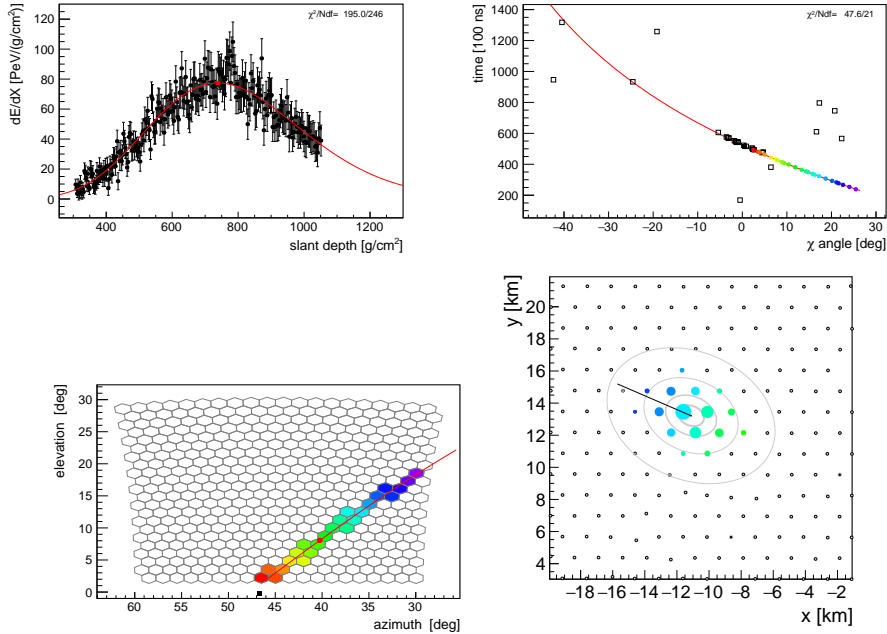 χ²/Ndf= 195.0/246
dE/dX [PeV/(g/cm²)]
120
100
80
60
40
20
0
400 600 800 1000 1200
slant depth [g/cm²]
χ²/Ndf= 47.6/21
time [100 ns]
1400
1200
1000
800
600
400
200
−40 −30 −20 −10 0 10 20 30
χ angle [deg]
elevation [deg]
30
25
20
15
10
5
0
60 55 50 45 40 35 30
azimuth [deg]
y [km]
20
18
16
14
12
10
8
6
4
−18 −16 −14 −12 −10 −8 −6 −4 −2
x [km]